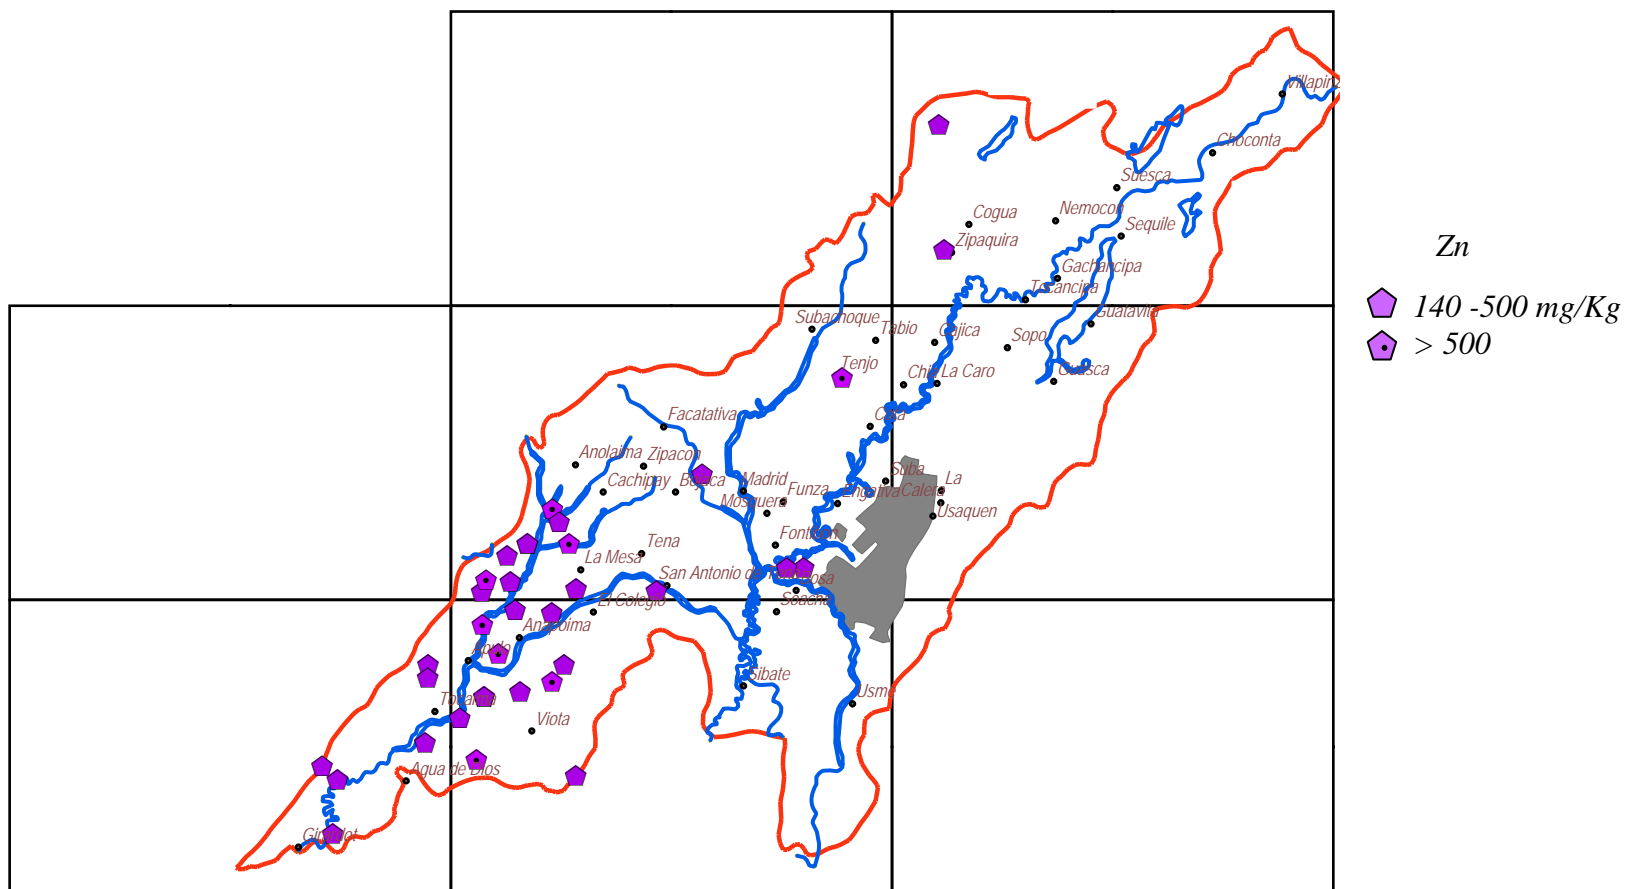 Villapinz
Choconta
Suesca
Cogua
Nemocon
Sequile
Zipaquira
Gachancipa
Tocancipa
Guatavita
Subachoque
Tabio
Cajica
Sopo
Tenjo
Chia
La Caro
Guasca
Facatativa
Cota
Anolaima
Zipacon
Suba
La
Calera
Cachipay
Bojaca
Madrid
Funza
Engativa
Mosquera
Usaquen
Fontibon
Tena
La Mesa
San Antonio de
Bosa
El Colegio
Soacha
Anapoima
Apulo
Sibate
Usme
Tocaima
Viota
Agua de Dios
Girardot
Zn
140 -500 mg/Kg
> 500